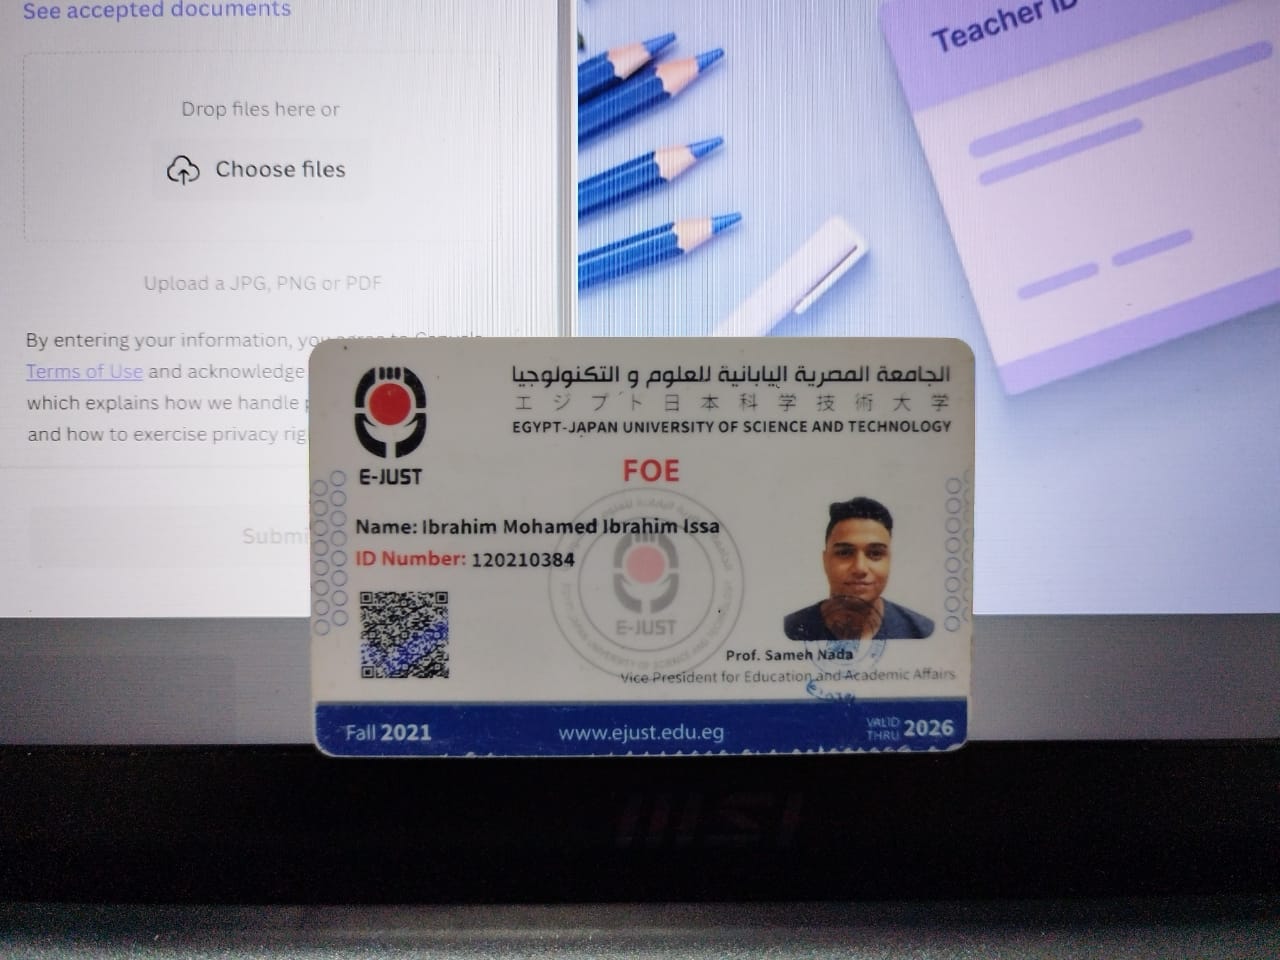 See accepted documents
Drop files here or
Choose files
Upload a JPG, PNG or PDF
By entering your information, you agree to Canva's
Terms of Use and acknowledge
which explains how we handle
and how to exercise privacy
Teacher ID
الجامعة المصرية اليابانية للعلوم و التكنولوجيا
エジプト日本科学技術大学
EGYPT-JAPAN UNIVERSITY OF SCIENCE AND TECHNOLOGY
E-JUST
FOE
Name: Ibrahim Mohamed Ibrahim Issa
ID Number: 120210384
E-JUST
Prof. Sameh Nada
Vice President for Education and Academic Affairs
Fall 2021
www.ejust.edu.eg
VALID
THRU 2026
msi